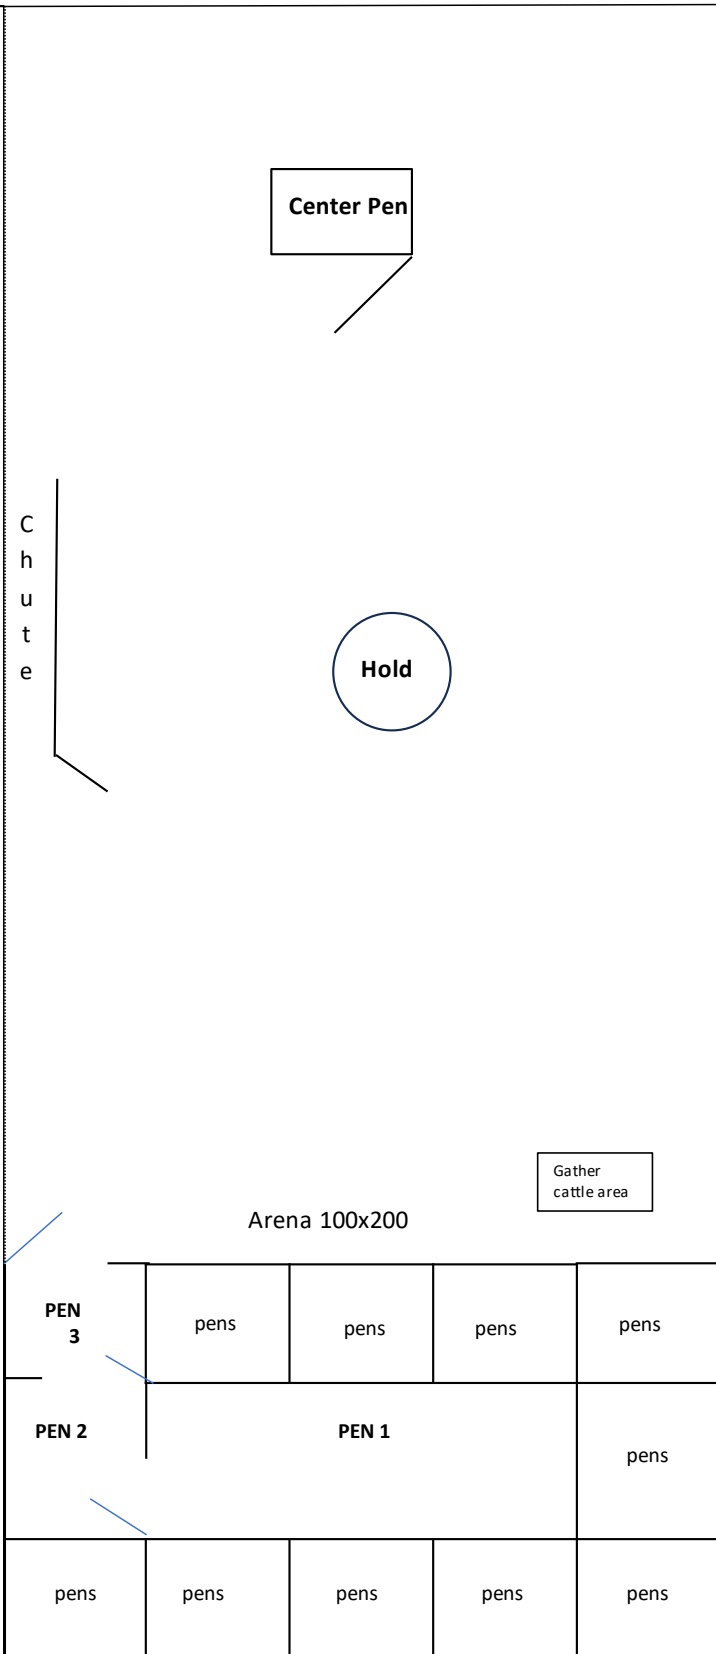 Center Pen
C
h
u
t
e
Hold
Gather
cattle area
Arena 100x200
PEN
3
pens
pens
pens
pens
PEN 2
PEN 1
pens
pens
pens
pens
pens
pens